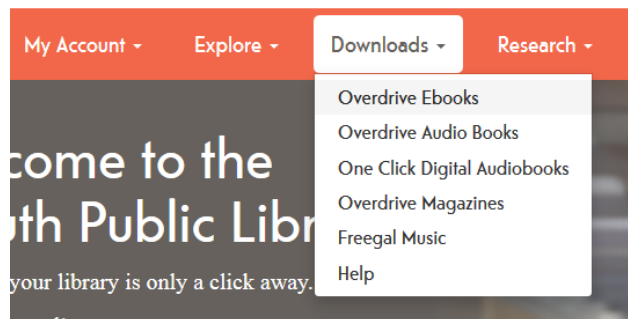 My Account Explore Downloads Research
Overdrive Ebooks
Overdrive Audio Books
One Click Digital Audiobooks
Overdrive Magazines
Freegal Music
Help
come to the
uth Public Libr
your library is only a click away.